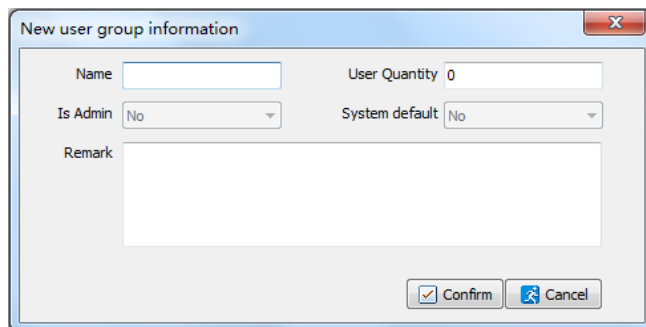 New user group information
Name User Quantity 0
Is Admin No System default No
Remark
Confirm Cancel